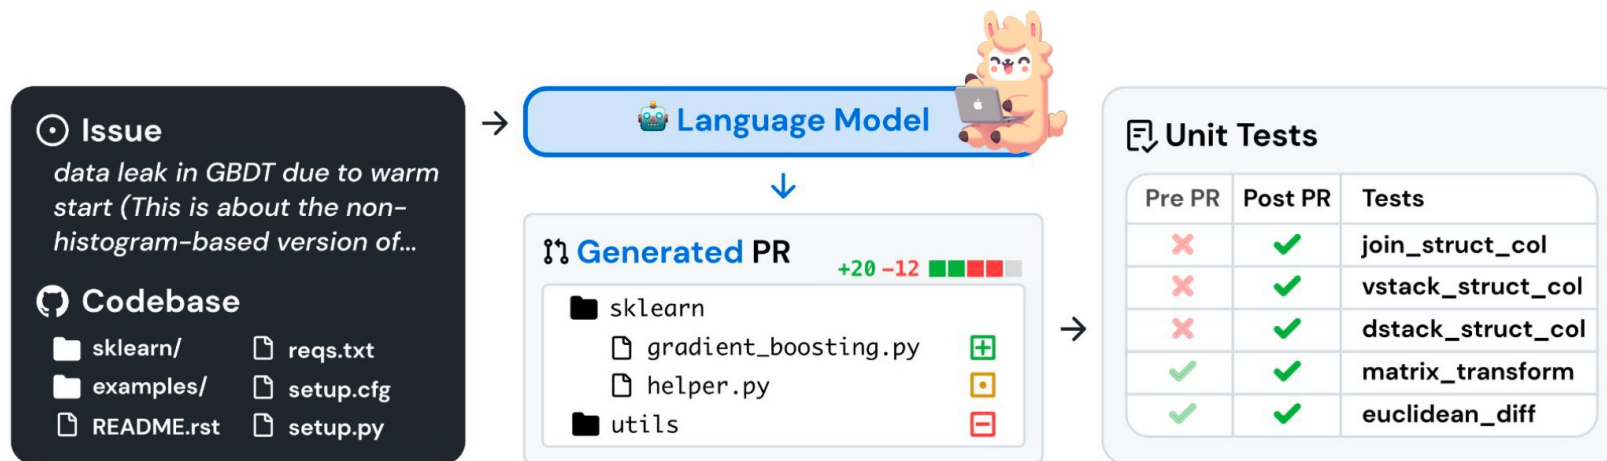 Issue
data leak in GBDT due to warm
start (This is about the non-
histogram-based version of...
Codebase
sklearn/
reqs.txt
examples/
setup.cfg
README.rst
setup.py
Language Model
Generated PR
+20 -12
sklearn
gradient_boosting.py
helper.py
utils
Unit Tests
Pre PR Post PR Tests
join_struct_col
vstack_struct_col
dstack_struct_col
matrix_transform
euclidean_diff